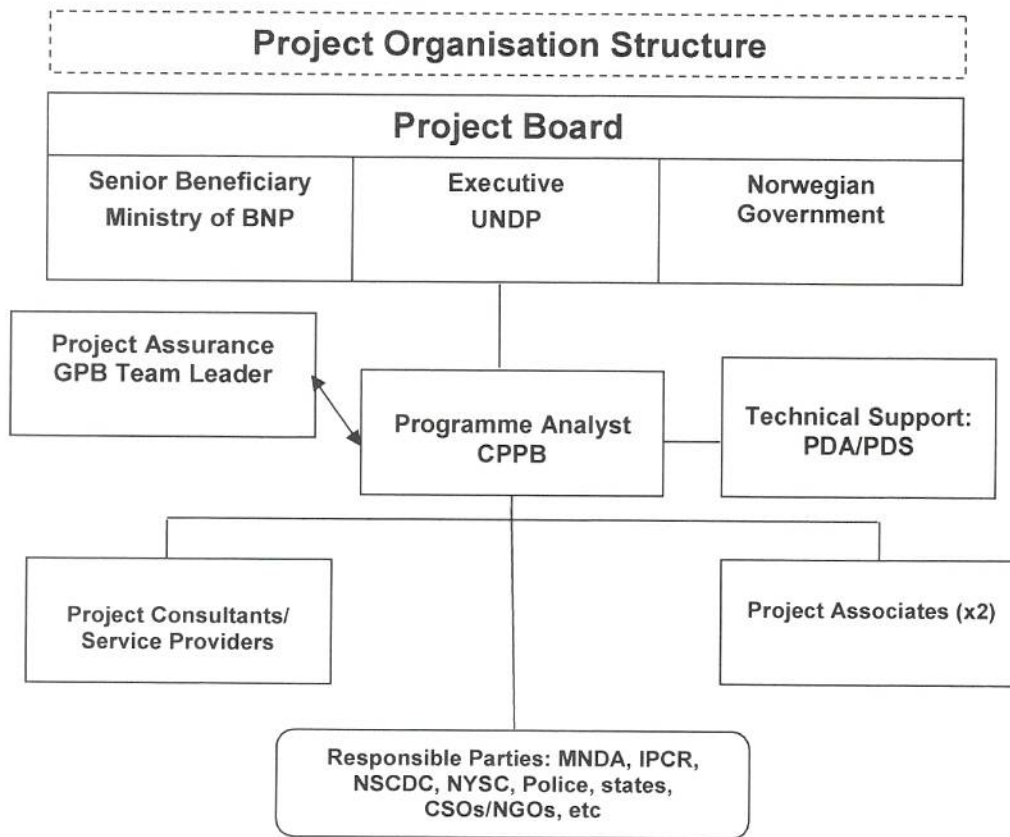 Project Organisation Structure
Project Board
Senior Beneficiary
Ministry of BNP
Executive
UNDP
Norwegian
Government
Project Assurance
GPB Team Leader
Programme Analyst
CPPB
Technical Support:
PDA/PDS
Project Consultants/
Service Providers
Project Associates (x2)
Responsible Parties: MNDA, IPCR,
NSCDC, NYSC, Police, states,
CSOs/NGOs, etc